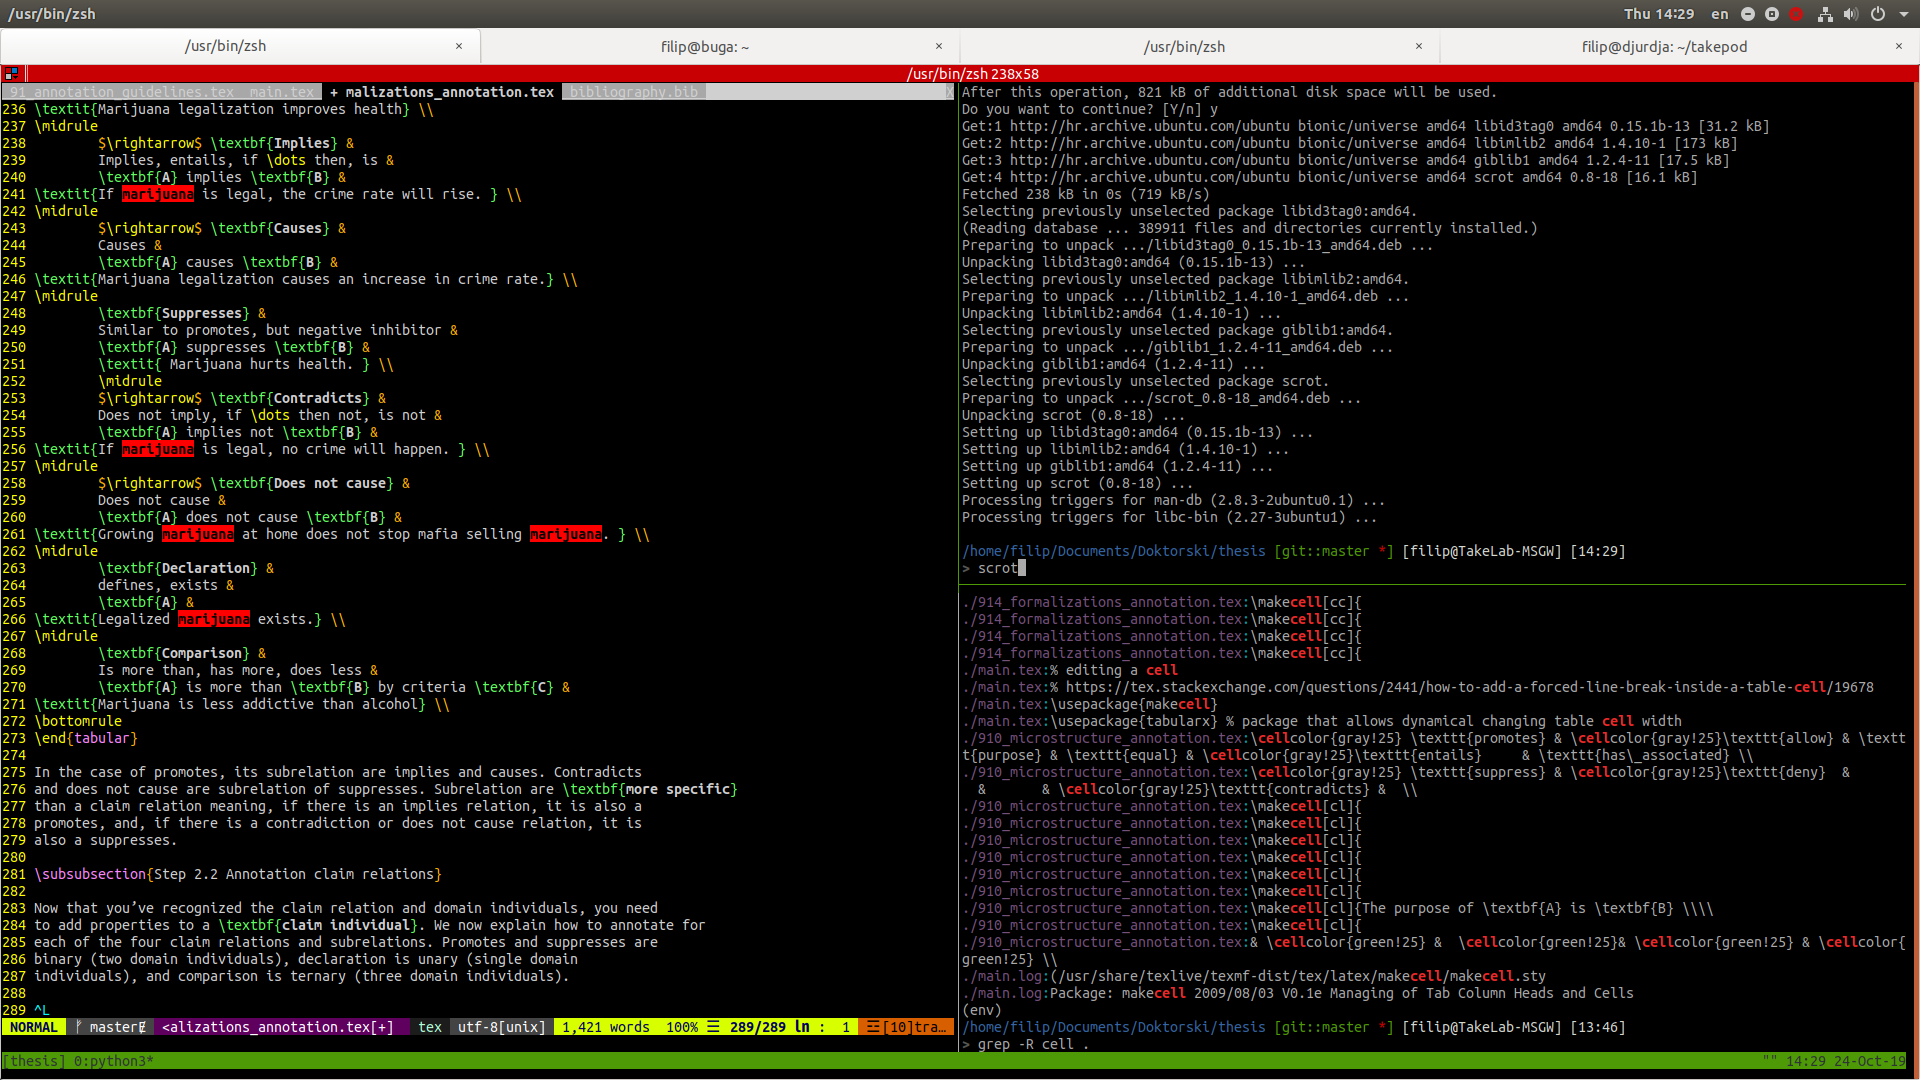 /usr/bin/zsh
Thu 14:29 en
/usr/bin/zsh × filip@buga: ~ × /usr/bin/zsh × filip@djurdja: ~/takepod ×
/usr/bin/zsh 238x58
91_annotation_guidelines.tex  main.tex  + malizations_annotation.tex  bibliography.bib  X
236 \textit{Marijuana legalization improves health} \\
237 \midrule
238         $\rightarrow$ \textbf{Implies} &
239         Implies, entails, if \dots then, is &
240         \textbf{A} implies \textbf{B} &
241 \textit{If marijuana is legal, the crime rate will rise. } \\
242 \midrule
243         $\rightarrow$ \textbf{Causes} &
244         Causes &
245         \textbf{A} causes \textbf{B} &
246 \textit{Marijuana legalization causes an increase in crime rate.} \\
247 \midrule
248         \textbf{Suppresses} &
249         Similar to promotes, but negative inhibitor &
250         \textbf{A} suppresses \textbf{B} &
251         \textit{ Marijuana hurts health. } \\
252         \midrule
253         $\rightarrow$ \textbf{Contradicts} &
254         Does not imply, if \dots then not, is not &
255         \textbf{A} implies not \textbf{B} &
256 \textit{If marijuana is legal, no crime will happen. } \\
257 \midrule
258         $\rightarrow$ \textbf{Does not cause} &
259         Does not cause &
260         \textbf{A} does not cause \textbf{B} &
261 \textit{Growing marijuana at home does not stop mafia selling marijuana. } \\
262 \midrule
263         \textbf{Declaration} &
264         defines, exists &
265         \textbf{A} &
266 \textit{Legalized marijuana exists.} \\
267 \midrule
268         \textbf{Comparison} &
269         Is more than, has more, does less &
270         \textbf{A} is more than \textbf{B} by criteria \textbf{C} &
271 \textit{Marijuana is less addictive than alcohol} \\
272 \bottomrule
273 \end{tabular}
274
275 In the case of promotes, its subrelation are implies and causes. Contradicts
276 and does not cause are subrelation of suppresses. Subrelation are \textbf{more specific}
277 than a claim relation meaning, if there is an implies relation, it is also a
278 promotes, and, if there is a contradiction or does not cause relation, it is
279 also a suppresses.
280
281 \subsubsection{Step 2.2 Annotation claim relations}
282
283 Now that you’ve recognized the claim relation and domain individuals, you need
284 to add properties to a \textbf{claim individual}. We now explain how to annotate for
285 each of the four claim relations and subrelations. Promotes and suppresses are
286 binary (two domain individuals), declaration is unary (single domain
287 individuals), and comparison is ternary (three domain individuals).
288
289 ^L
NORMAL  master <alizations_annotation.tex[+]  tex  utf-8[unix]  1,421 words  100% ☰ 289/289 ln :  1  ☲[10]tra…
After this operation, 821 kB of additional disk space will be used.
Do you want to continue? [Y/n] y
Get:1 http://hr.archive.ubuntu.com/ubuntu bionic/universe amd64 libid3tag0 amd64 0.15.1b-13 [31.2 kB]
Get:2 http://hr.archive.ubuntu.com/ubuntu bionic/universe amd64 libimlib2 amd64 1.4.10-1 [173 kB]
Get:3 http://hr.archive.ubuntu.com/ubuntu bionic/universe amd64 giblib1 amd64 1.2.4-11 [17.5 kB]
Get:4 http://hr.archive.ubuntu.com/ubuntu bionic/universe amd64 scrot amd64 0.8-18 [16.1 kB]
Fetched 238 kB in 0s (719 kB/s)
Selecting previously unselected package libid3tag0:amd64.
(Reading database ... 389911 files and directories currently installed.)
Preparing to unpack .../libid3tag0_0.15.1b-13_amd64.deb ...
Unpacking libid3tag0:amd64 (0.15.1b-13) ...
Selecting previously unselected package libimlib2:amd64.
Preparing to unpack .../libimlib2_1.4.10-1_amd64.deb ...
Unpacking libimlib2:amd64 (1.4.10-1) ...
Selecting previously unselected package giblib1:amd64.
Preparing to unpack .../giblib1_1.2.4-11_amd64.deb ...
Unpacking giblib1:amd64 (1.2.4-11) ...
Selecting previously unselected package scrot.
Preparing to unpack .../scrot_0.8-18_amd64.deb ...
Unpacking scrot (0.8-18) ...
Setting up libid3tag0:amd64 (0.15.1b-13) ...
Setting up libimlib2:amd64 (1.4.10-1) ...
Setting up giblib1:amd64 (1.2.4-11) ...
Setting up scrot (0.8-18) ...
Processing triggers for man-db (2.8.3-2ubuntu0.1) ...
Processing triggers for libc-bin (2.27-3ubuntu1) ...
/home/filip/Documents/Doktorski/thesis [git::master *] [filip@TakeLab-MSGW] [14:29]
> scrot
./914_formalizations_annotation.tex:\makecell[cc]{
./914_formalizations_annotation.tex:\makecell[cc]{
./914_formalizations_annotation.tex:\makecell[cc]{
./914_formalizations_annotation.tex:\makecell[cc]{
./main.tex:% editing a cell
./main.tex:% https://tex.stackexchange.com/questions/2441/how-to-add-a-forced-line-break-inside-a-table-cell/19678
./main.tex:\usepackage{makecell}
./main.tex:\usepackage{tabularx} % package that allows dynamical changing table cell width
./910_microstructure_annotation.tex:\cellcolor{gray!25} \texttt{promotes} & \cellcolor{gray!25}\texttt{allow} & \textt
t{purpose} & \texttt{equal} & \cellcolor{gray!25}\texttt{entails}     & \texttt{has\_associated} \\
./910_microstructure_annotation.tex:\cellcolor{gray!25} \texttt{suppress} & \cellcolor{gray!25}\texttt{deny}  &
  &       & \cellcolor{gray!25}\texttt{contradicts} &  \\
./910_microstructure_annotation.tex:\makecell[cl]{
./910_microstructure_annotation.tex:\makecell[cl]{
./910_microstructure_annotation.tex:\makecell[cl]{
./910_microstructure_annotation.tex:\makecell[cl]{
./910_microstructure_annotation.tex:\makecell[cl]{
./910_microstructure_annotation.tex:\makecell[cl]{
./910_microstructure_annotation.tex:\makecell[cl]{The purpose of \textbf{A} is \textbf{B} \\\\
./910_microstructure_annotation.tex:\makecell[cl]{
./910_microstructure_annotation.tex:& \cellcolor{green!25} &  \cellcolor{green!25}& \cellcolor{green!25} & \cellcolor{
green!25} \\
./main.log:(/usr/share/texlive/texmf-dist/tex/latex/makecell/makecell.sty
./main.log:Package: makecell 2009/08/03 V0.1e Managing of Tab Column Heads and Cells
(env)
/home/filip/Documents/Doktorski/thesis [git::master *] [filip@TakeLab-MSGW] [13:46]
> grep -R cell .
[thesis] 0:python3*
"" 14:29 24-Oct-19